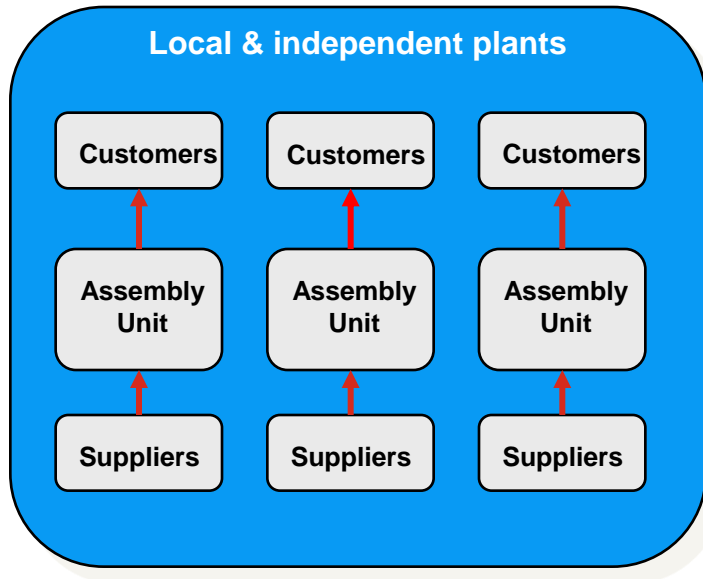 Local & independent plants
Customers
Customers
Customers
Assembly
Unit
Assembly
Unit
Assembly
Unit
Suppliers
Suppliers
Suppliers